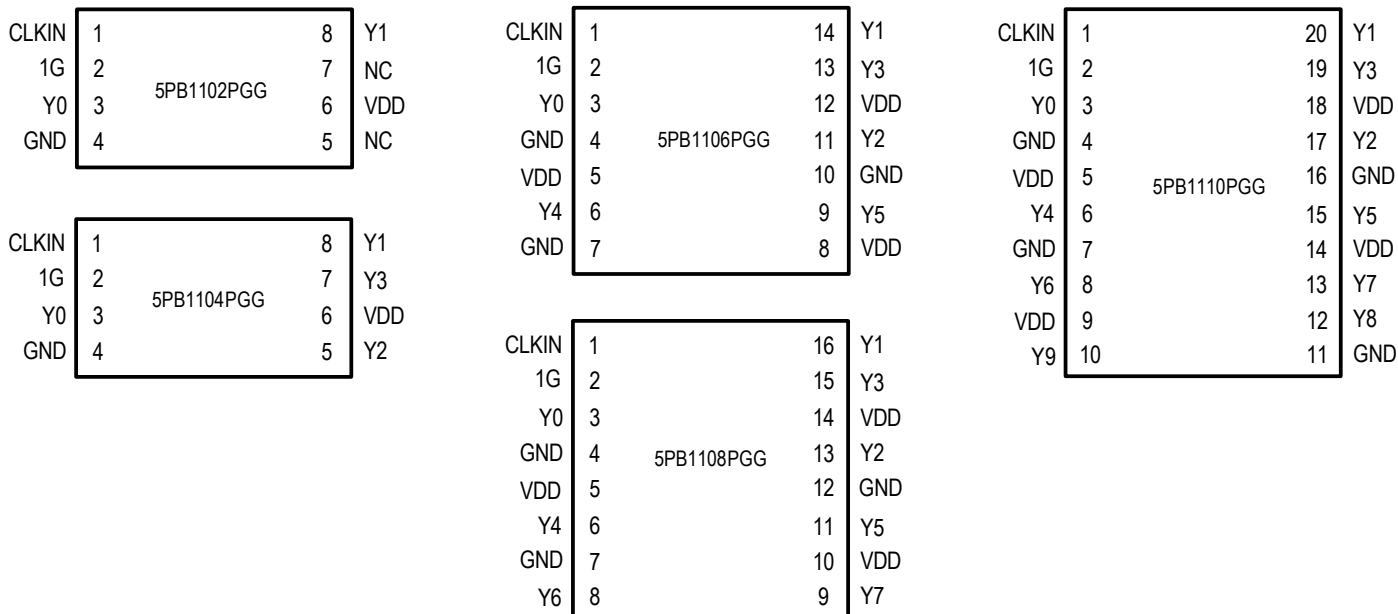 CLKIN 1 8 Y1
1G 2 7 NC
5PB1102PGG
Y0 3 6 VDD
GND 4 5 NC
CLKIN 1 8 Y1
1G 2 7 Y3
5PB1104PGG
Y0 3 6 VDD
GND 4 5 Y2
CLKIN 1 14 Y1
1G 2 13 Y3
Y0 3 12 VDD
GND 4 5PB1106PGG 11 Y2
VDD 5 10 GND
Y4 6 9 Y5
GND 7 8 VDD
CLKIN 1 16 Y1
1G 2 15 Y3
Y0 3 14 VDD
GND 4 5PB1108PGG 13 Y2
VDD 5 12 GND
Y4 6 11 Y5
GND 7 10 VDD
Y6 8 9 Y7
CLKIN 1 20 Y1
1G 2 19 Y3
Y0 3 18 VDD
GND 4 17 Y2
VDD 5 5PB1110PGG 16 GND
Y4 6 15 Y5
GND 7 14 VDD
Y6 8 13 Y7
VDD 9 12 Y8
Y9 10 11 GND